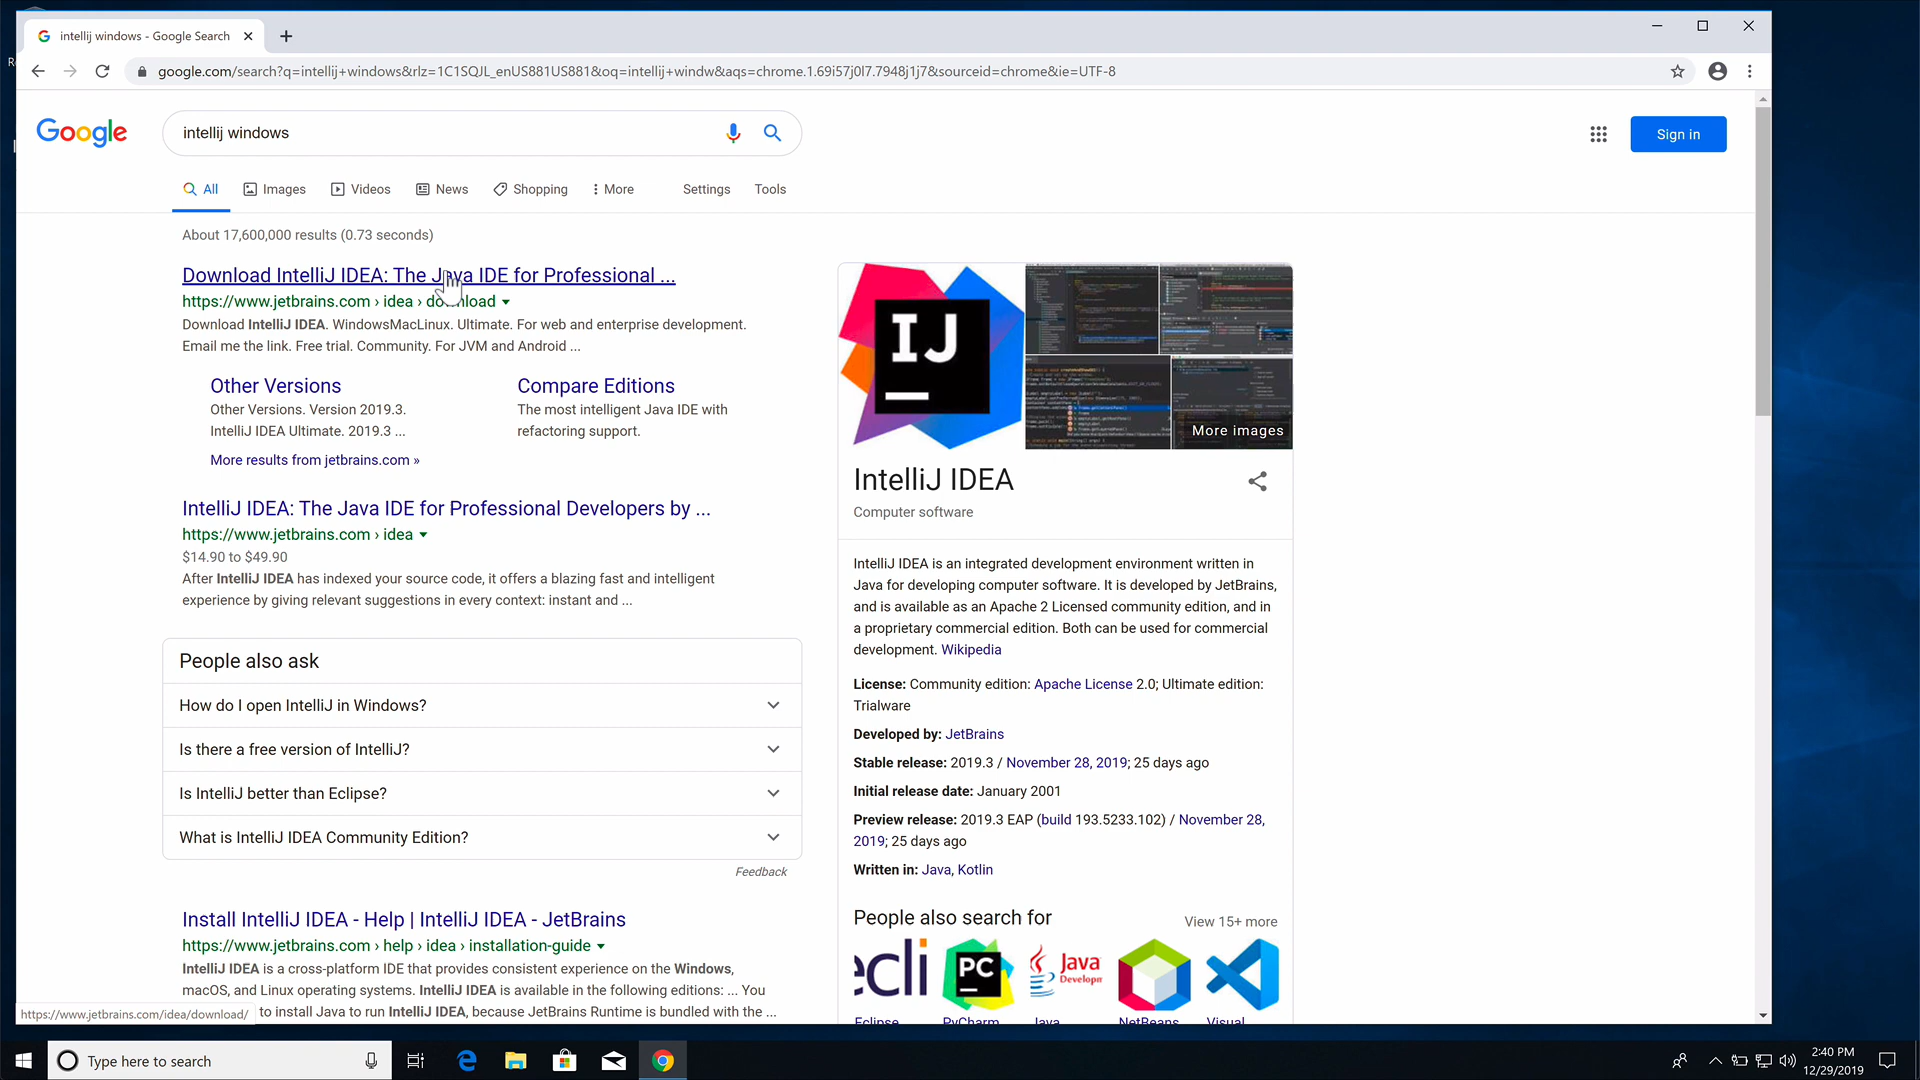 intellij windows - Google Search
google.com/search?q=intellij+windows&rlz=1C1SQJL_enUS881US881&oq=intellij+windw&aqs=chrome.1.69i57j0l7.7948j1j7&sourceid=chrome&ie=UTF-8
Google
intellij windows
Sign in
All
Images
Videos
News
Shopping
More
Settings
Tools
About 17,600,000 results (0.73 seconds)
Download IntelliJ IDEA: The Java IDE for Professional ...
https://www.jetbrains.com › idea › download
Download IntelliJ IDEA. WindowsMacLinux. Ultimate. For web and enterprise development.
Email me the link. Free trial. Community. For JVM and Android ...
Other Versions
Other Versions. Version 2019.3.
IntelliJ IDEA Ultimate. 2019.3 ...
Compare Editions
The most intelligent Java IDE with
refactoring support.
More results from jetbrains.com »
IntelliJ IDEA: The Java IDE for Professional Developers by ...
https://www.jetbrains.com › idea
$14.90 to $49.90
After IntelliJ IDEA has indexed your source code, it offers a blazing fast and intelligent
experience by giving relevant suggestions in every context: instant and ...
People also ask
How do I open IntelliJ in Windows?
Is there a free version of IntelliJ?
Is IntelliJ better than Eclipse?
What is IntelliJ IDEA Community Edition?
Feedback
Install IntelliJ IDEA - Help | IntelliJ IDEA - JetBrains
https://www.jetbrains.com › help › idea › installation-guide
IntelliJ IDEA is a cross-platform IDE that provides consistent experience on the Windows,
macOS, and Linux operating systems. IntelliJ IDEA is available in the following editions: ... You
to install Java to run IntelliJ IDEA, because JetBrains Runtime is bundled with the ...
https://www.jetbrains.com/idea/download/
IJ
More images
IntelliJ IDEA
Computer software
IntelliJ IDEA is an integrated development environment written in
Java for developing computer software. It is developed by JetBrains,
and is available as an Apache 2 Licensed community edition, and in
a proprietary commercial edition. Both can be used for commercial
development. Wikipedia
License: Community edition: Apache License 2.0; Ultimate edition:
Trialware
Developed by: JetBrains
Stable release: 2019.3 / November 28, 2019; 25 days ago
Initial release date: January 2001
Preview release: 2019.3 EAP (build 193.5233.102) / November 28,
2019; 25 days ago
Written in: Java, Kotlin
People also search for
View 15+ more
ecli
PC
Java
Developm
Eclipse
PyCharm
Java
NetBeans
Visual
Type here to search
2:40 PM
12/29/2019